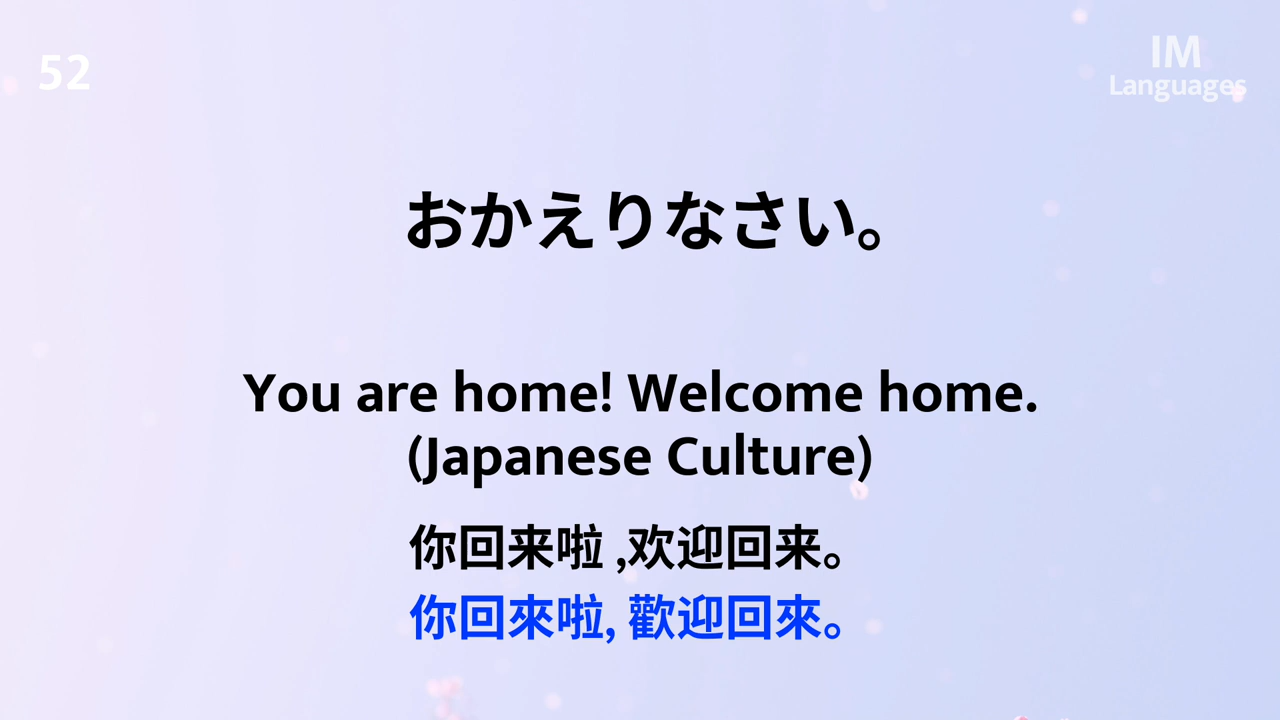 52
IM
Languages
おかえりなさい。
You are home! Welcome home.
(Japanese Culture)
你回来啦 ,欢迎回来。
你回來啦, 歡迎回來。